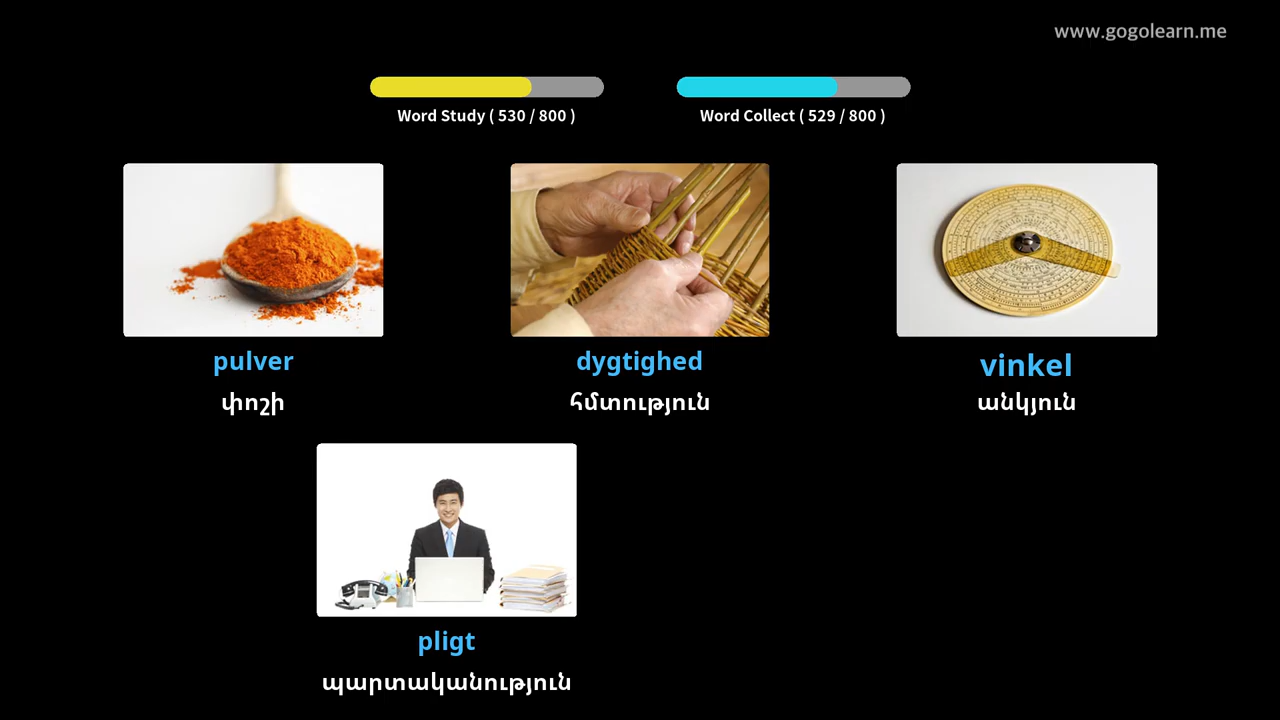 www.gogolearn.me
Word Study ( 530 / 800 )
Word Collect ( 529 / 800 )
pulver
փոշի
dygtighed
հմտություն
vinkel
անկյուն
pligt
պարտականություն